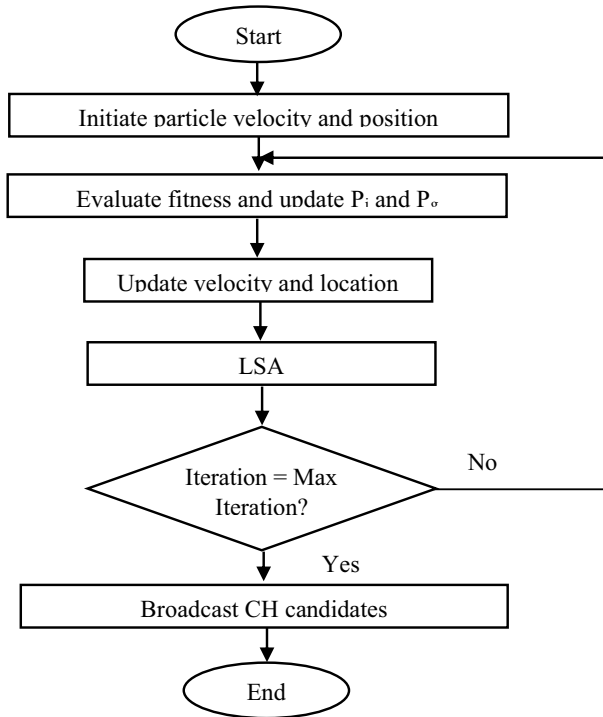 Start
Initiate particle velocity and position
Evaluate fitness and update Pi and Pg
Update velocity and location
LSA
Iteration = Max
Iteration?
No
Yes
Broadcast CH candidates
End